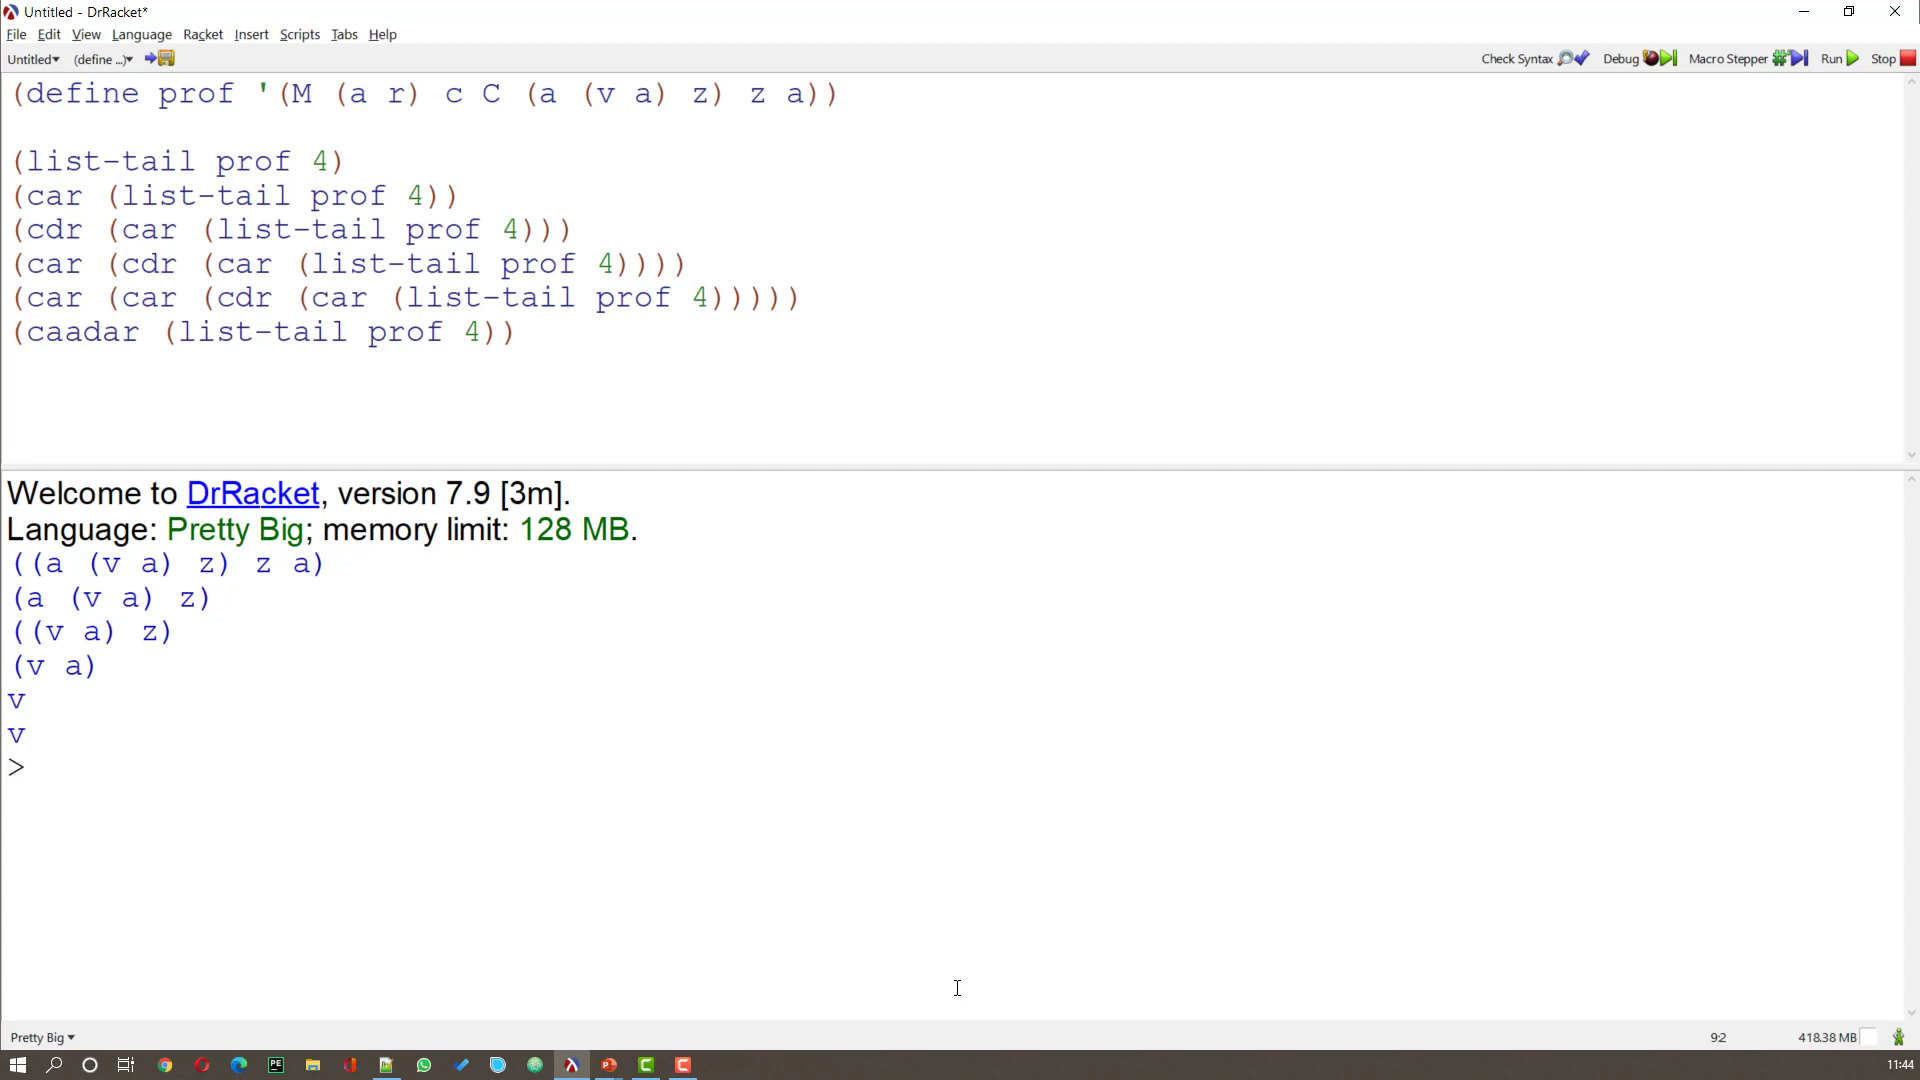 Untitled - DrRacket*
File Edit View Language Racket Insert Scripts Tabs Help
Untitled▾ (define ...)▾ Check Syntax Debug Macro Stepper Run Stop
(define prof '(M (a r) c C (a (v a) z) z a))
(list-tail prof 4)
(car (list-tail prof 4))
(cdr (car (list-tail prof 4)))
(car (cdr (car (list-tail prof 4))))
(car (car (cdr (car (list-tail prof 4)))))
(caadar (list-tail prof 4))
Welcome to DrRacket, version 7.9 [3m].
Language: Pretty Big; memory limit: 128 MB.
((a (v a) z) z a)
(a (v a) z)
((v a) z)
(v a)
v
v
>
Pretty Big▾ 9:2 418.38 MB
PE
11:44